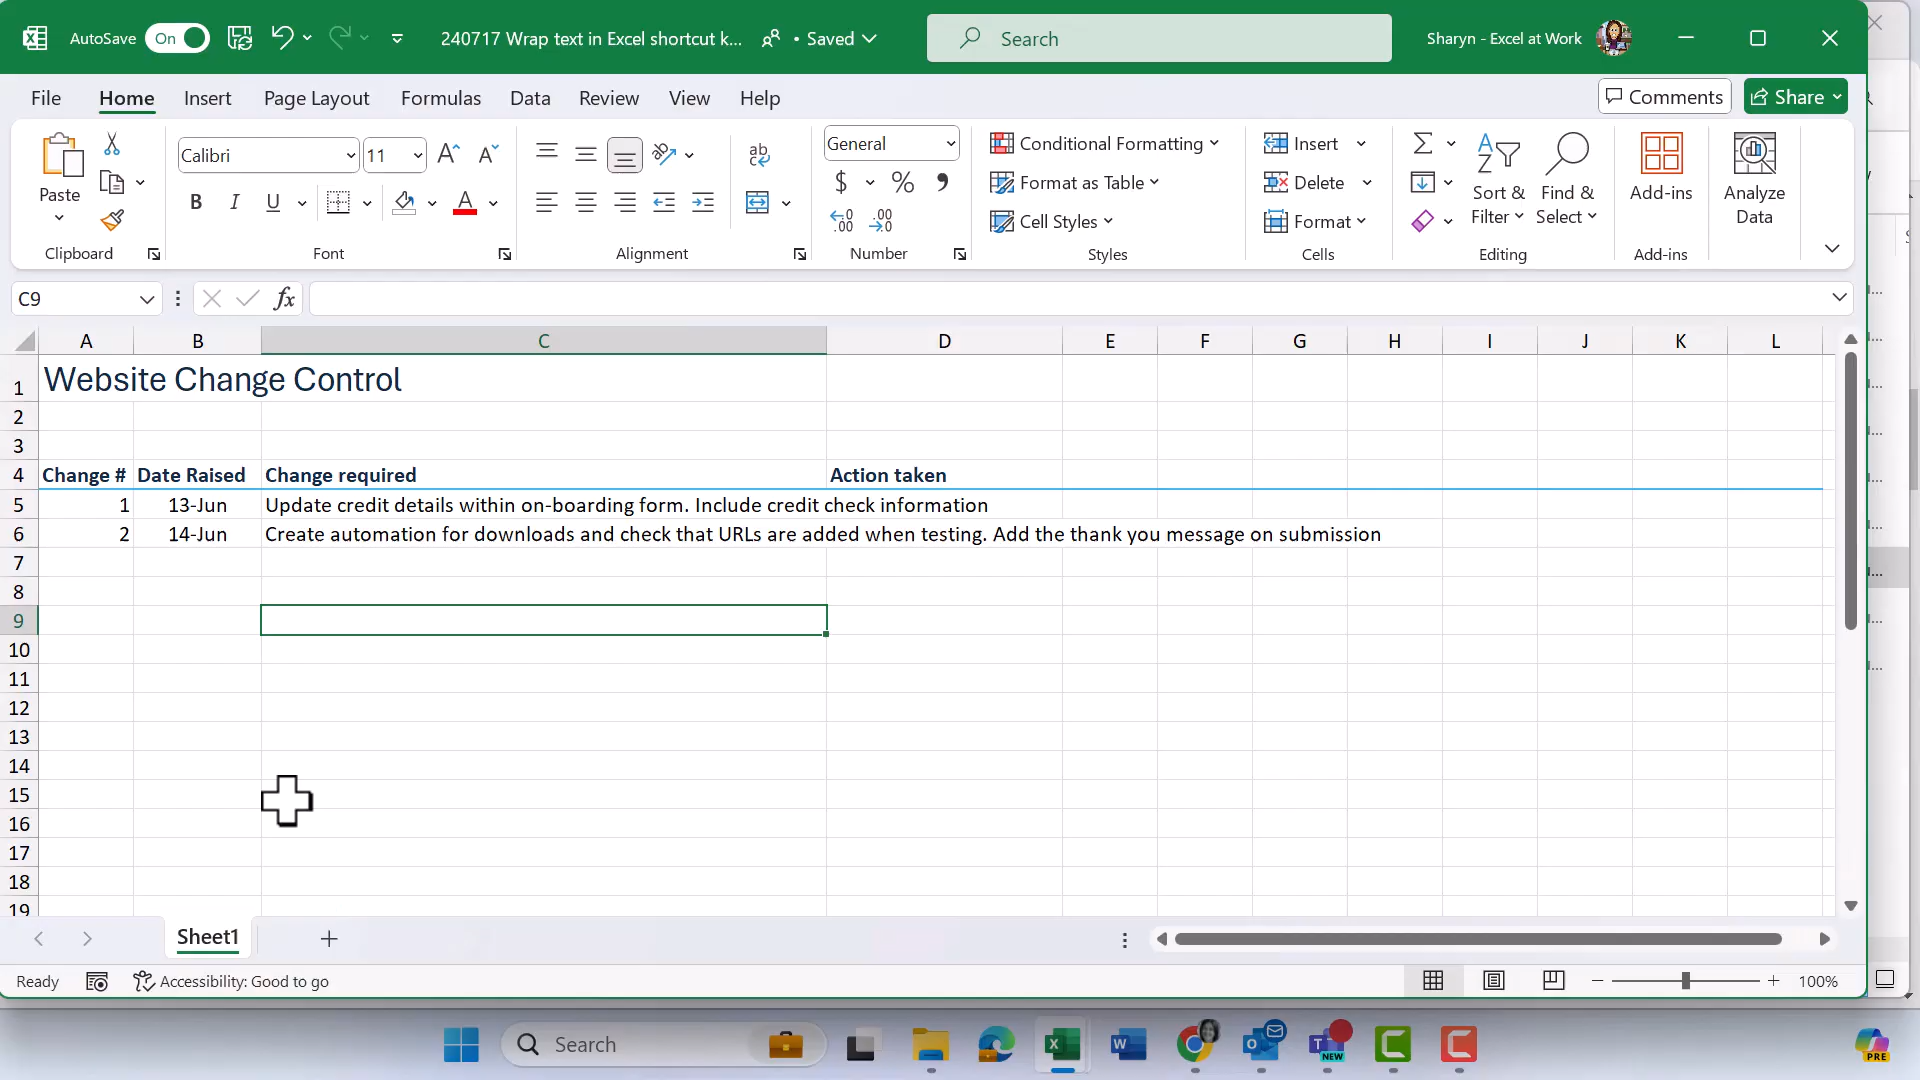 AutoSave On 240717 Wrap text in Excel shortcut k... • Saved Search Sharyn - Excel at Work
File Home Insert Page Layout Formulas Data Review View Help Comments Share
Paste Calibri 11 General Conditional Formatting Insert Sort & Filter Find & Select Add-ins Analyze Data
Format as Table Delete
Cell Styles Format
Clipboard Font Alignment Number Styles Cells Editing Add-ins
C9 fx
A B C D E F G H I J K L
1 Website Change Control
2
3
4 Change # Date Raised Change required Action taken
5 1 13-Jun Update credit details within on-boarding form. Include credit check information
6 2 14-Jun Create automation for downloads and check that URLs are added when testing. Add the thank you message on submission
7
8
9
10
11
12
13
14
15
16
17
18
19
Sheet1
Ready Accessibility: Good to go 100%
Search NEW PRE